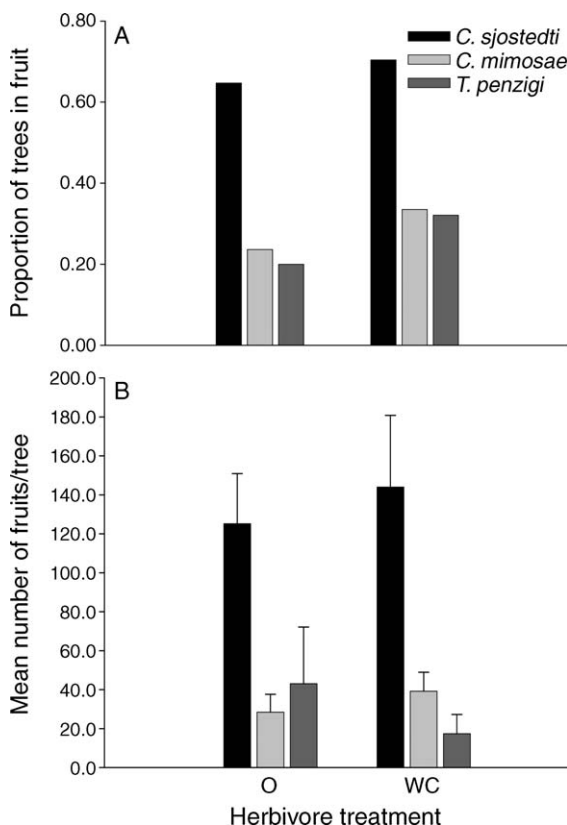 A
C. sjostedti
C. mimosae
T. penzigi
Proportion of trees in fruit
0.80
0.60
0.40
0.20
0.00
B
Mean number of fruits/tree
200.0
180.0
160.0
140.0
120.0
100.0
80.0
60.0
40.0
20.0
0.0
O WC
Herbivore treatment